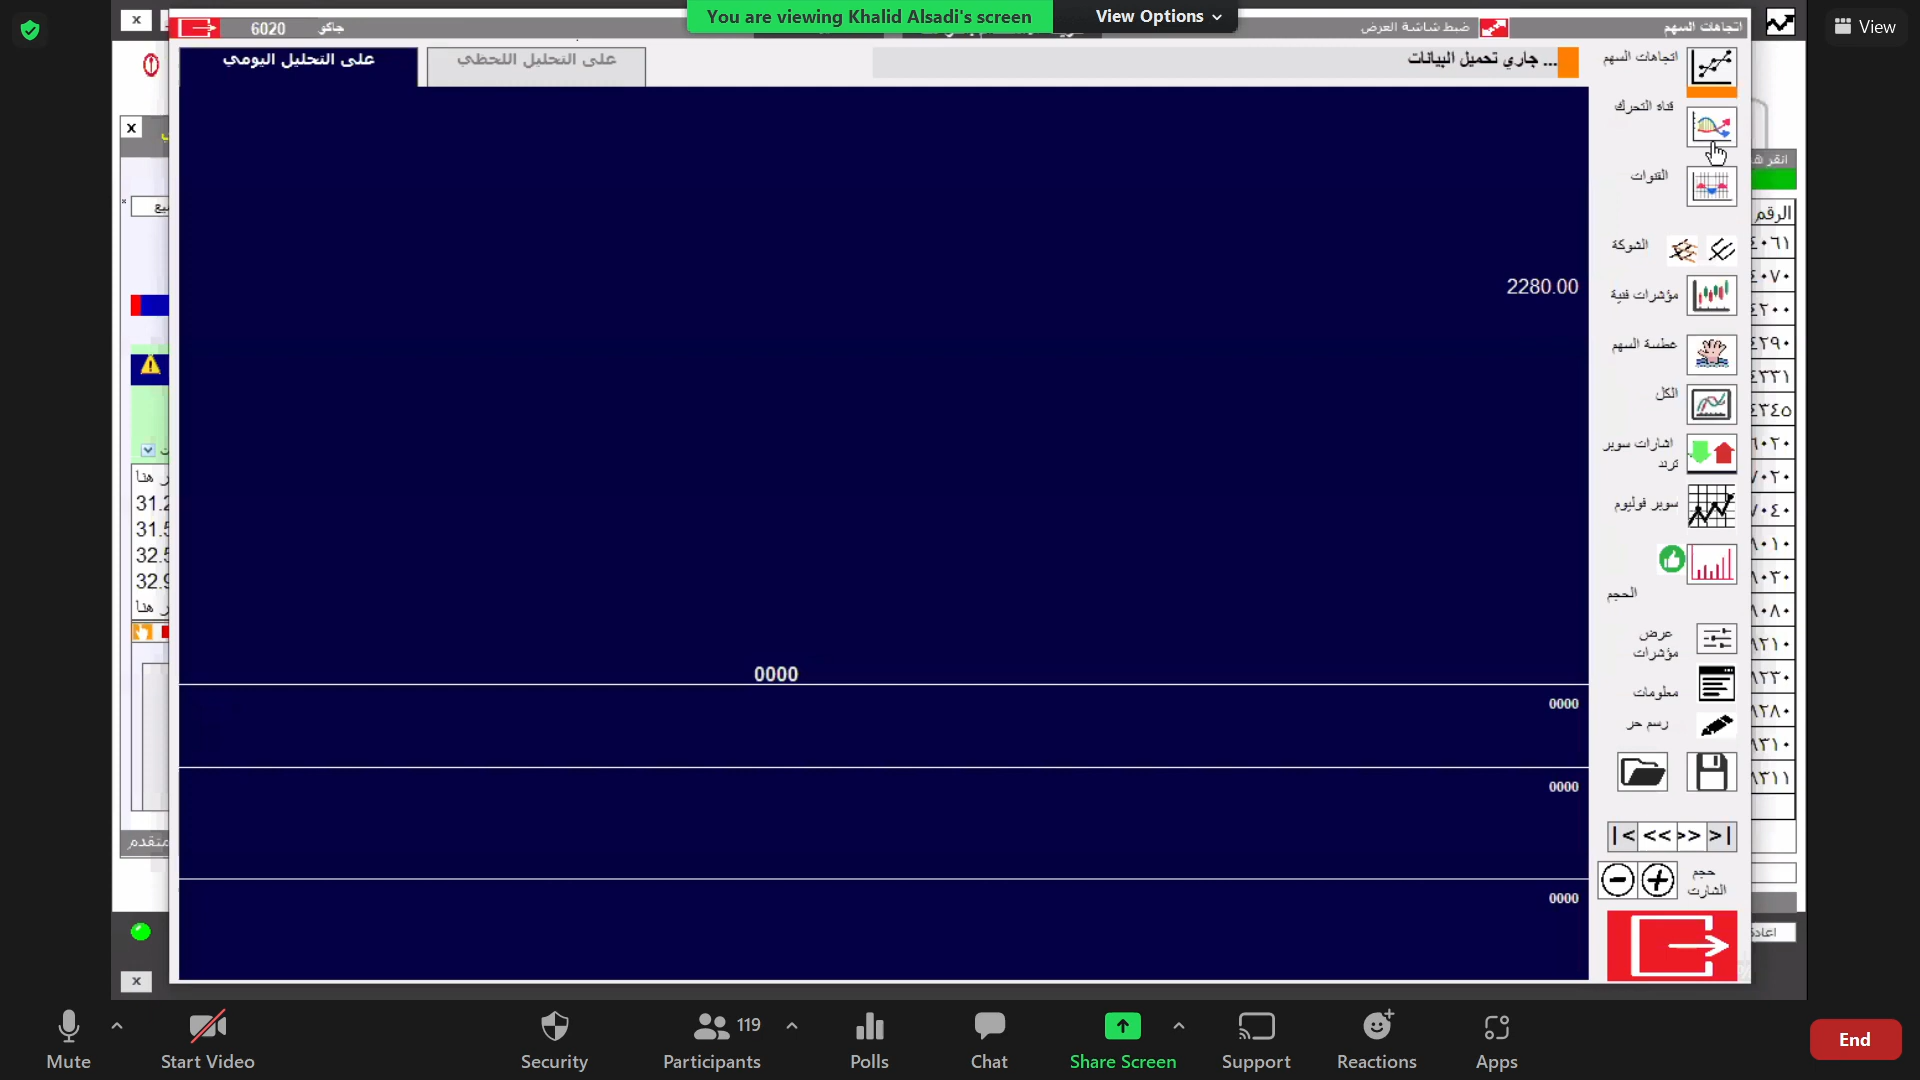 You are viewing Khalid Alsadi's screen
View Options
View
6020
جاكو
ضبط شاشة العرض
اتجاهات السهم
على التحليل اليومي
على التحليل اللحظي
جاري تحميل البيانات ...
اتجاهات السهم
قناة التحرك
القنوات
الشوكة
مؤشرات فنية
غطسة السهم
الكل
اشارات سوبر
ترند
سوبر فوليوم
الحجم
عرض
مؤشرات
معلومات
رسم حر
|<
<<
>>
>|
حجم
الشارت
2280.00
0000
0000
0000
0000
x
x
x
الرقم
متقدم
Mute
Start Video
Security
119
Participants
Polls
Chat
Share Screen
Support
Reactions
Apps
End